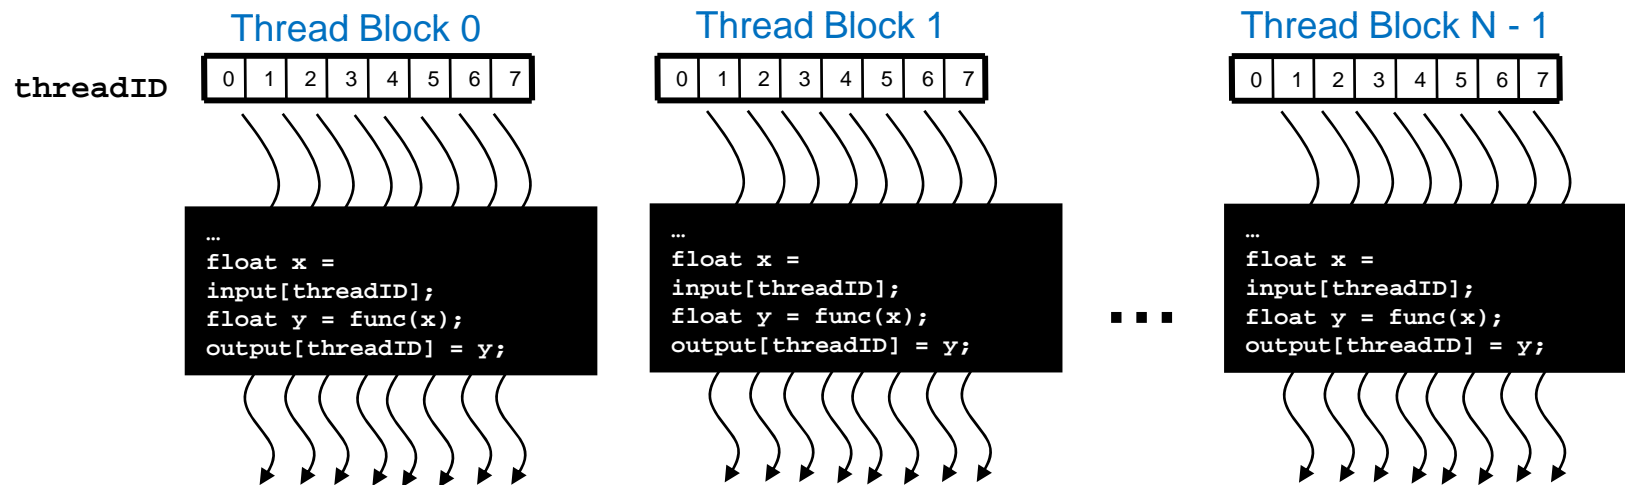 Thread Block 0
Thread Block 1
Thread Block N - 1
threadID
0 1 2 3 4 5 6 7
0 1 2 3 4 5 6 7
0 1 2 3 4 5 6 7
…
float x =
input[threadID];
float y = func(x);
output[threadID] = y;
…
float x =
input[threadID];
float y = func(x);
output[threadID] = y;
…
…
float x =
input[threadID];
float y = func(x);
output[threadID] = y;